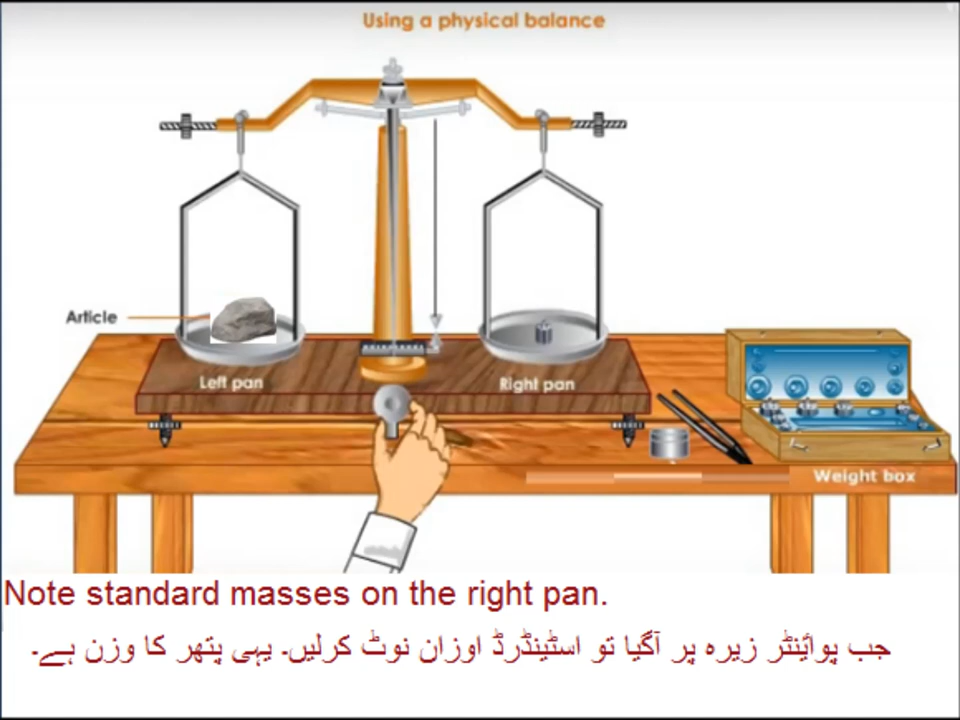 Using a physical balance
Article
Left pan
Right pan
Weight box
Note standard masses on the right pan.
جب پوائنٹر زیرہ پر آگیا تو اسٹینڈرڈ اوزان نوٹ کرلیں۔ یہی پتھر کا وزن ہے۔